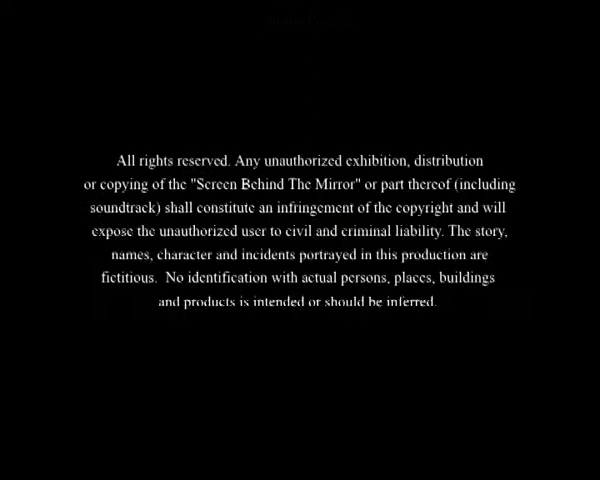 All rights reserved. Any unauthorized exhibition, distribution
or copying of the "Screen Behind The Mirror" or part thereof (including
soundtrack) shall constitute an infringement of the copyright and will
expose the unauthorized user to civil and criminal liability. The story,
names, character and incidents portrayed in this production are
fictitious. No identification with actual persons, places, buildings
and products is intended or should be inferred.